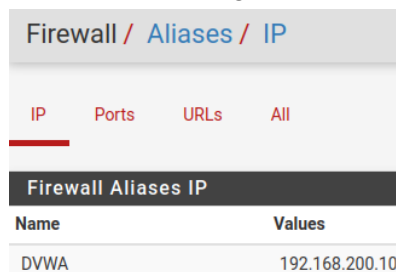 Firewall / Aliases / IP
IP Ports URLs All
Firewall Aliases IP
Name Values
DVWA 192.168.200.10